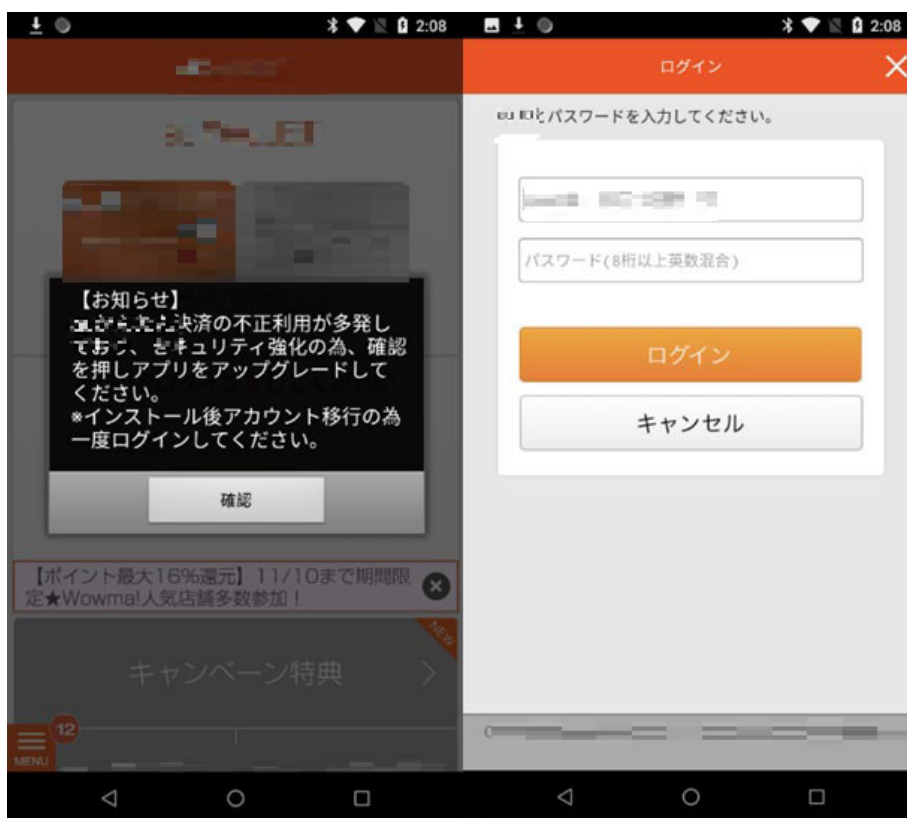 2:08
【お知らせ】
決済の不正利用が多発し
ており、セキュリティ強化の為、確認
を押しアプリをアップグレードして
ください。
*インストール後アカウント移行の為
一度ログインしてください。
確認
【ポイント最大16%還元】11/10まで期間限
定★Wowma!人気店舗多数参加！
NEW
キャンペーン特典
12
MENU
2:08
ログイン
とパスワードを入力してください。
パスワード(8桁以上英数混合)
ログイン
キャンセル